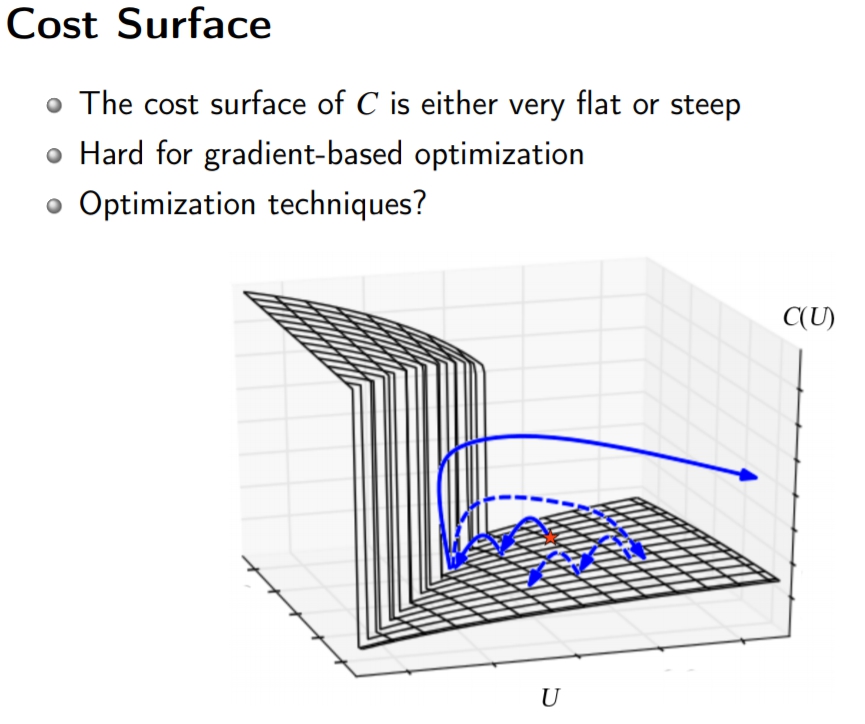 Cost Surface
The cost surface of C is either very flat or steep
Hard for gradient-based optimization
Optimization techniques?
C(U)
U